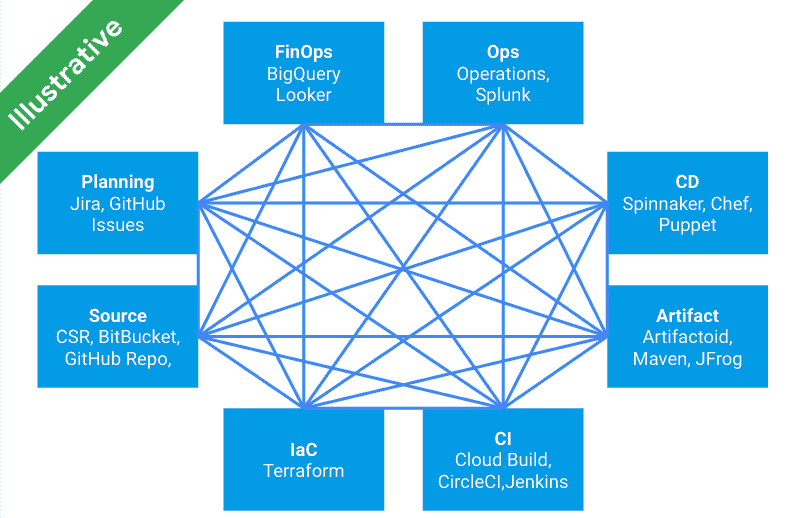 Illustrative
FinOps
BigQuery
Looker
Ops
Operations,
Splunk
Planning
Jira, GitHub
Issues
CD
Spinnaker, Chef,
Puppet
Source
CSR, BitBucket,
GitHub Repo,
Artifact
Artifactoid,
Maven, JFrog
IaC
Terraform
CI
Cloud Build,
CircleCI,Jenkins